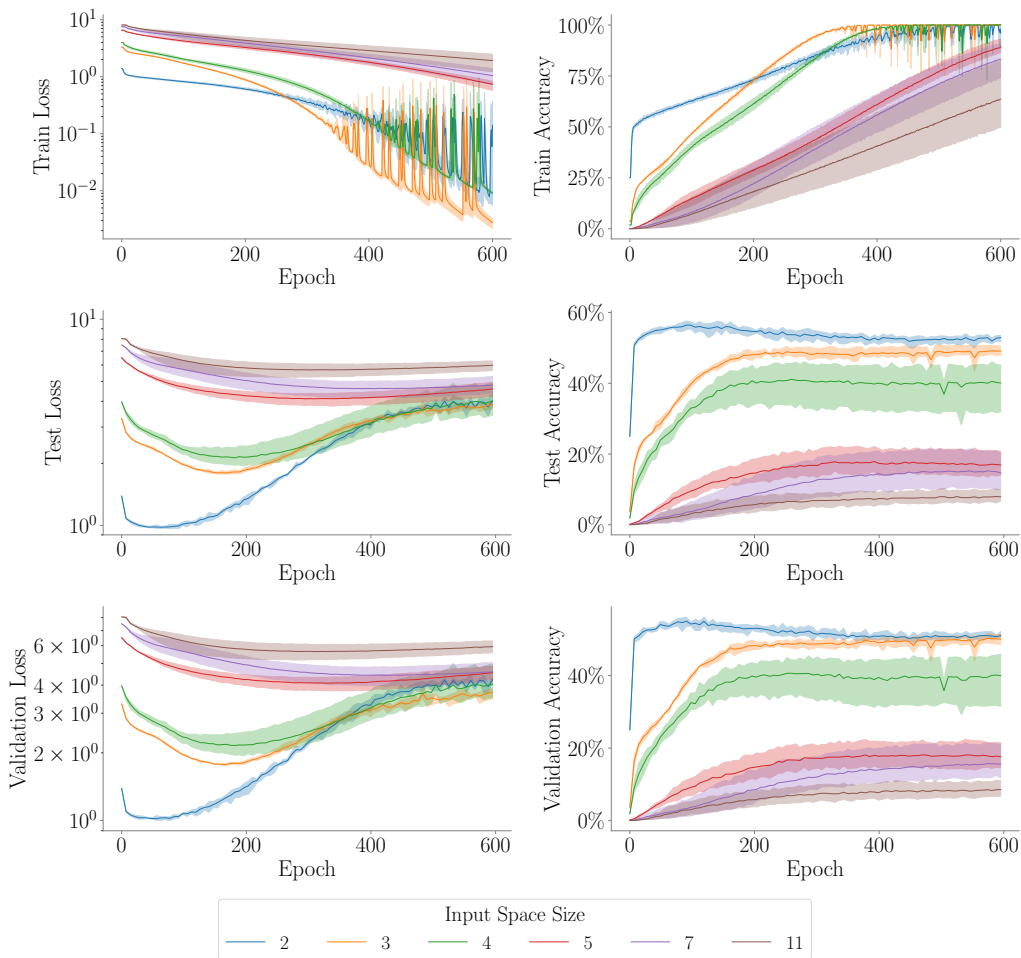 10^1
10^0
10^-1
10^-2
Train Loss
0 200 400 600
Epoch
100%
75%
50%
25%
0%
Train Accuracy
0 200 400 600
Epoch
10^1
10^0
Test Loss
0 200 400 600
Epoch
60%
40%
20%
0%
Test Accuracy
0 200 400 600
Epoch
6 × 10^0
4 × 10^0
3 × 10^0
2 × 10^0
10^0
Validation Loss
0 200 400 600
Epoch
40%
20%
0%
Validation Accuracy
0 200 400 600
Epoch
Input Space Size
2 3 4 5 7 11